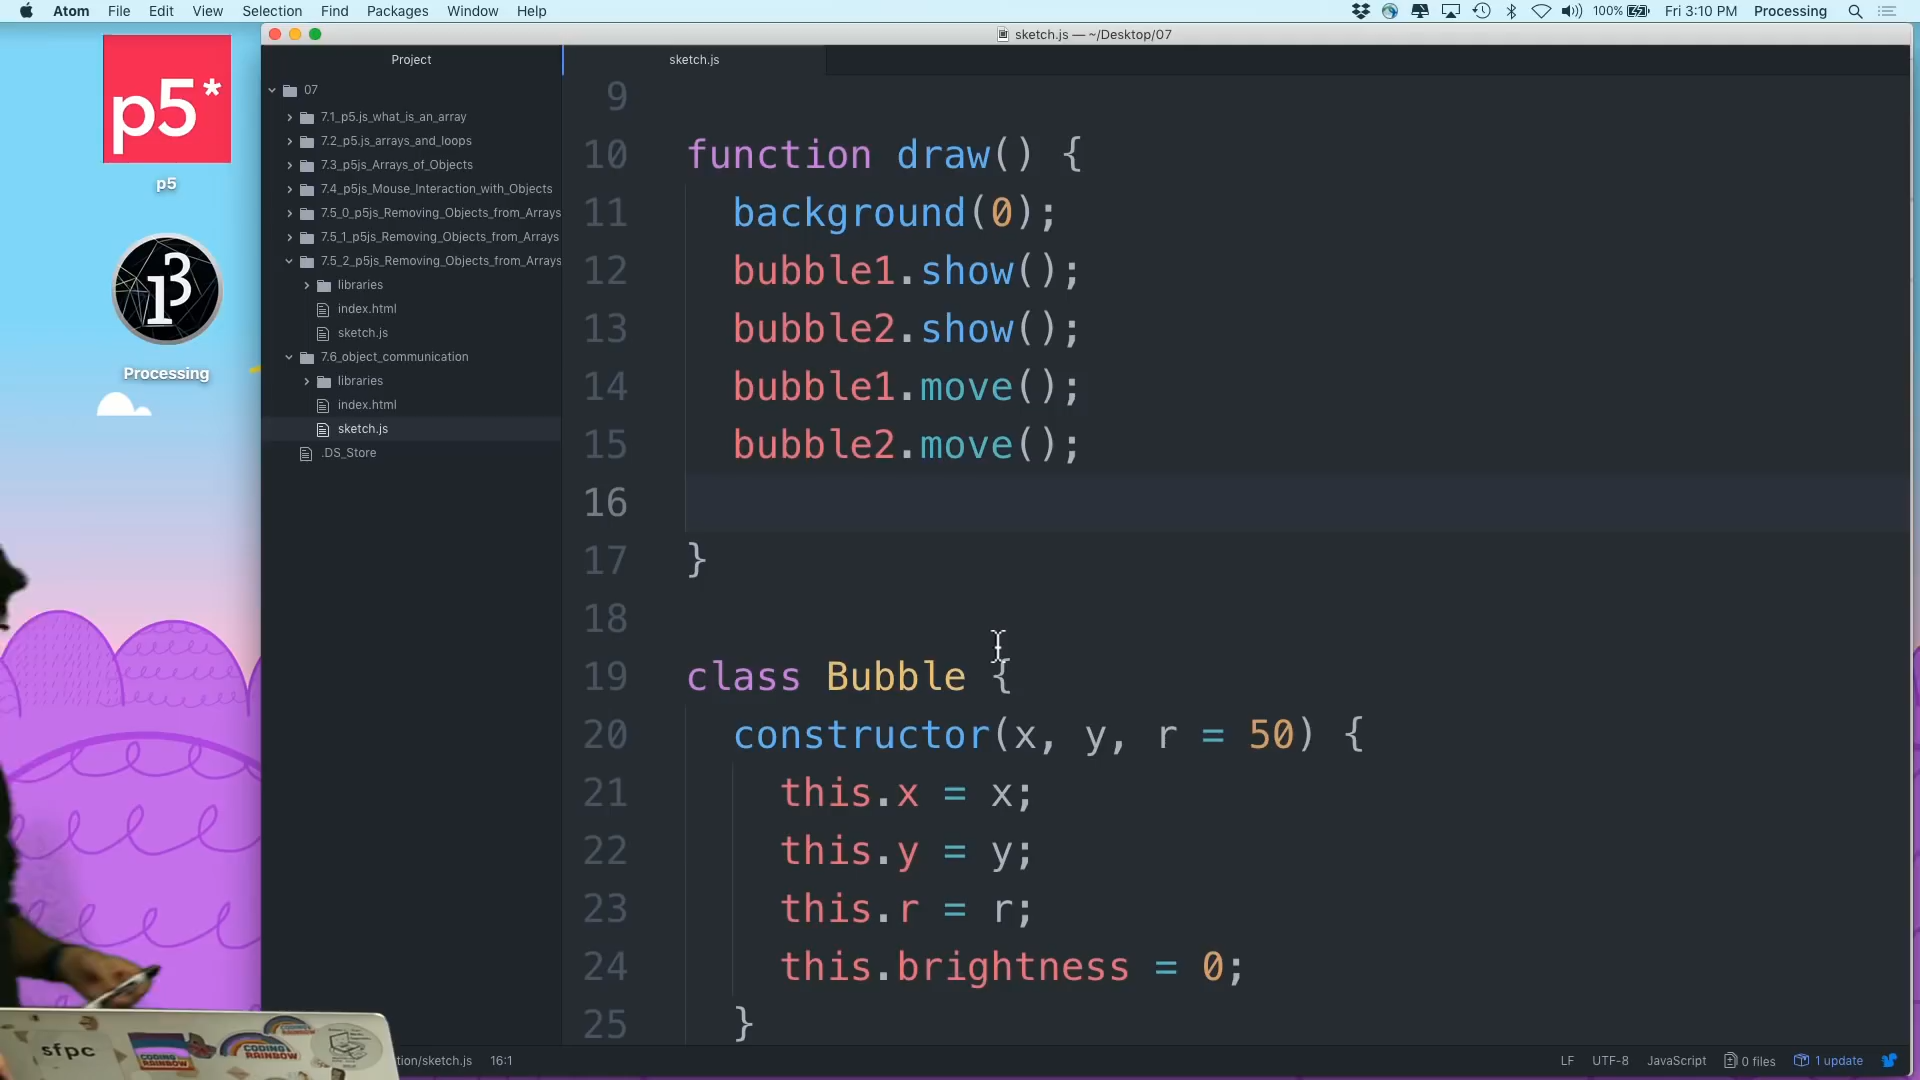 Atom File Edit View Selection Find Packages Window Help
100% Fri 3:10 PM Processing
sketch.js — ~/Desktop/07
Project
sketch.js
p5*
p5
Processing
07
7.1_p5.js_what_is_an_array
7.2_p5.js_arrays_and_loops
7.3_p5js_Arrays_of_Objects
7.4_p5js_Mouse_Interaction_with_Objects
7.5_0_p5js_Removing_Objects_from_Arrays
7.5_1_p5js_Removing_Objects_from_Arrays
7.5_2_p5js_Removing_Objects_from_Arrays
libraries
index.html
sketch.js
7.6_object_communication
libraries
index.html
sketch.js
.DS_Store
9
10 function draw() {
11 background(0);
12 bubble1.show();
13 bubble2.show();
14 bubble1.move();
15 bubble2.move();
16
17 }
18
19 class Bubble {
20 constructor(x, y, r = 50) {
21 this.x = x;
22 this.y = y;
23 this.r = r;
24 this.brightness = 0;
25 }
tion/sketch.js 16:1
LF UTF-8 JavaScript 0 files 1 update
sfpc
CODING RAINBOW
CODING RAINBOW